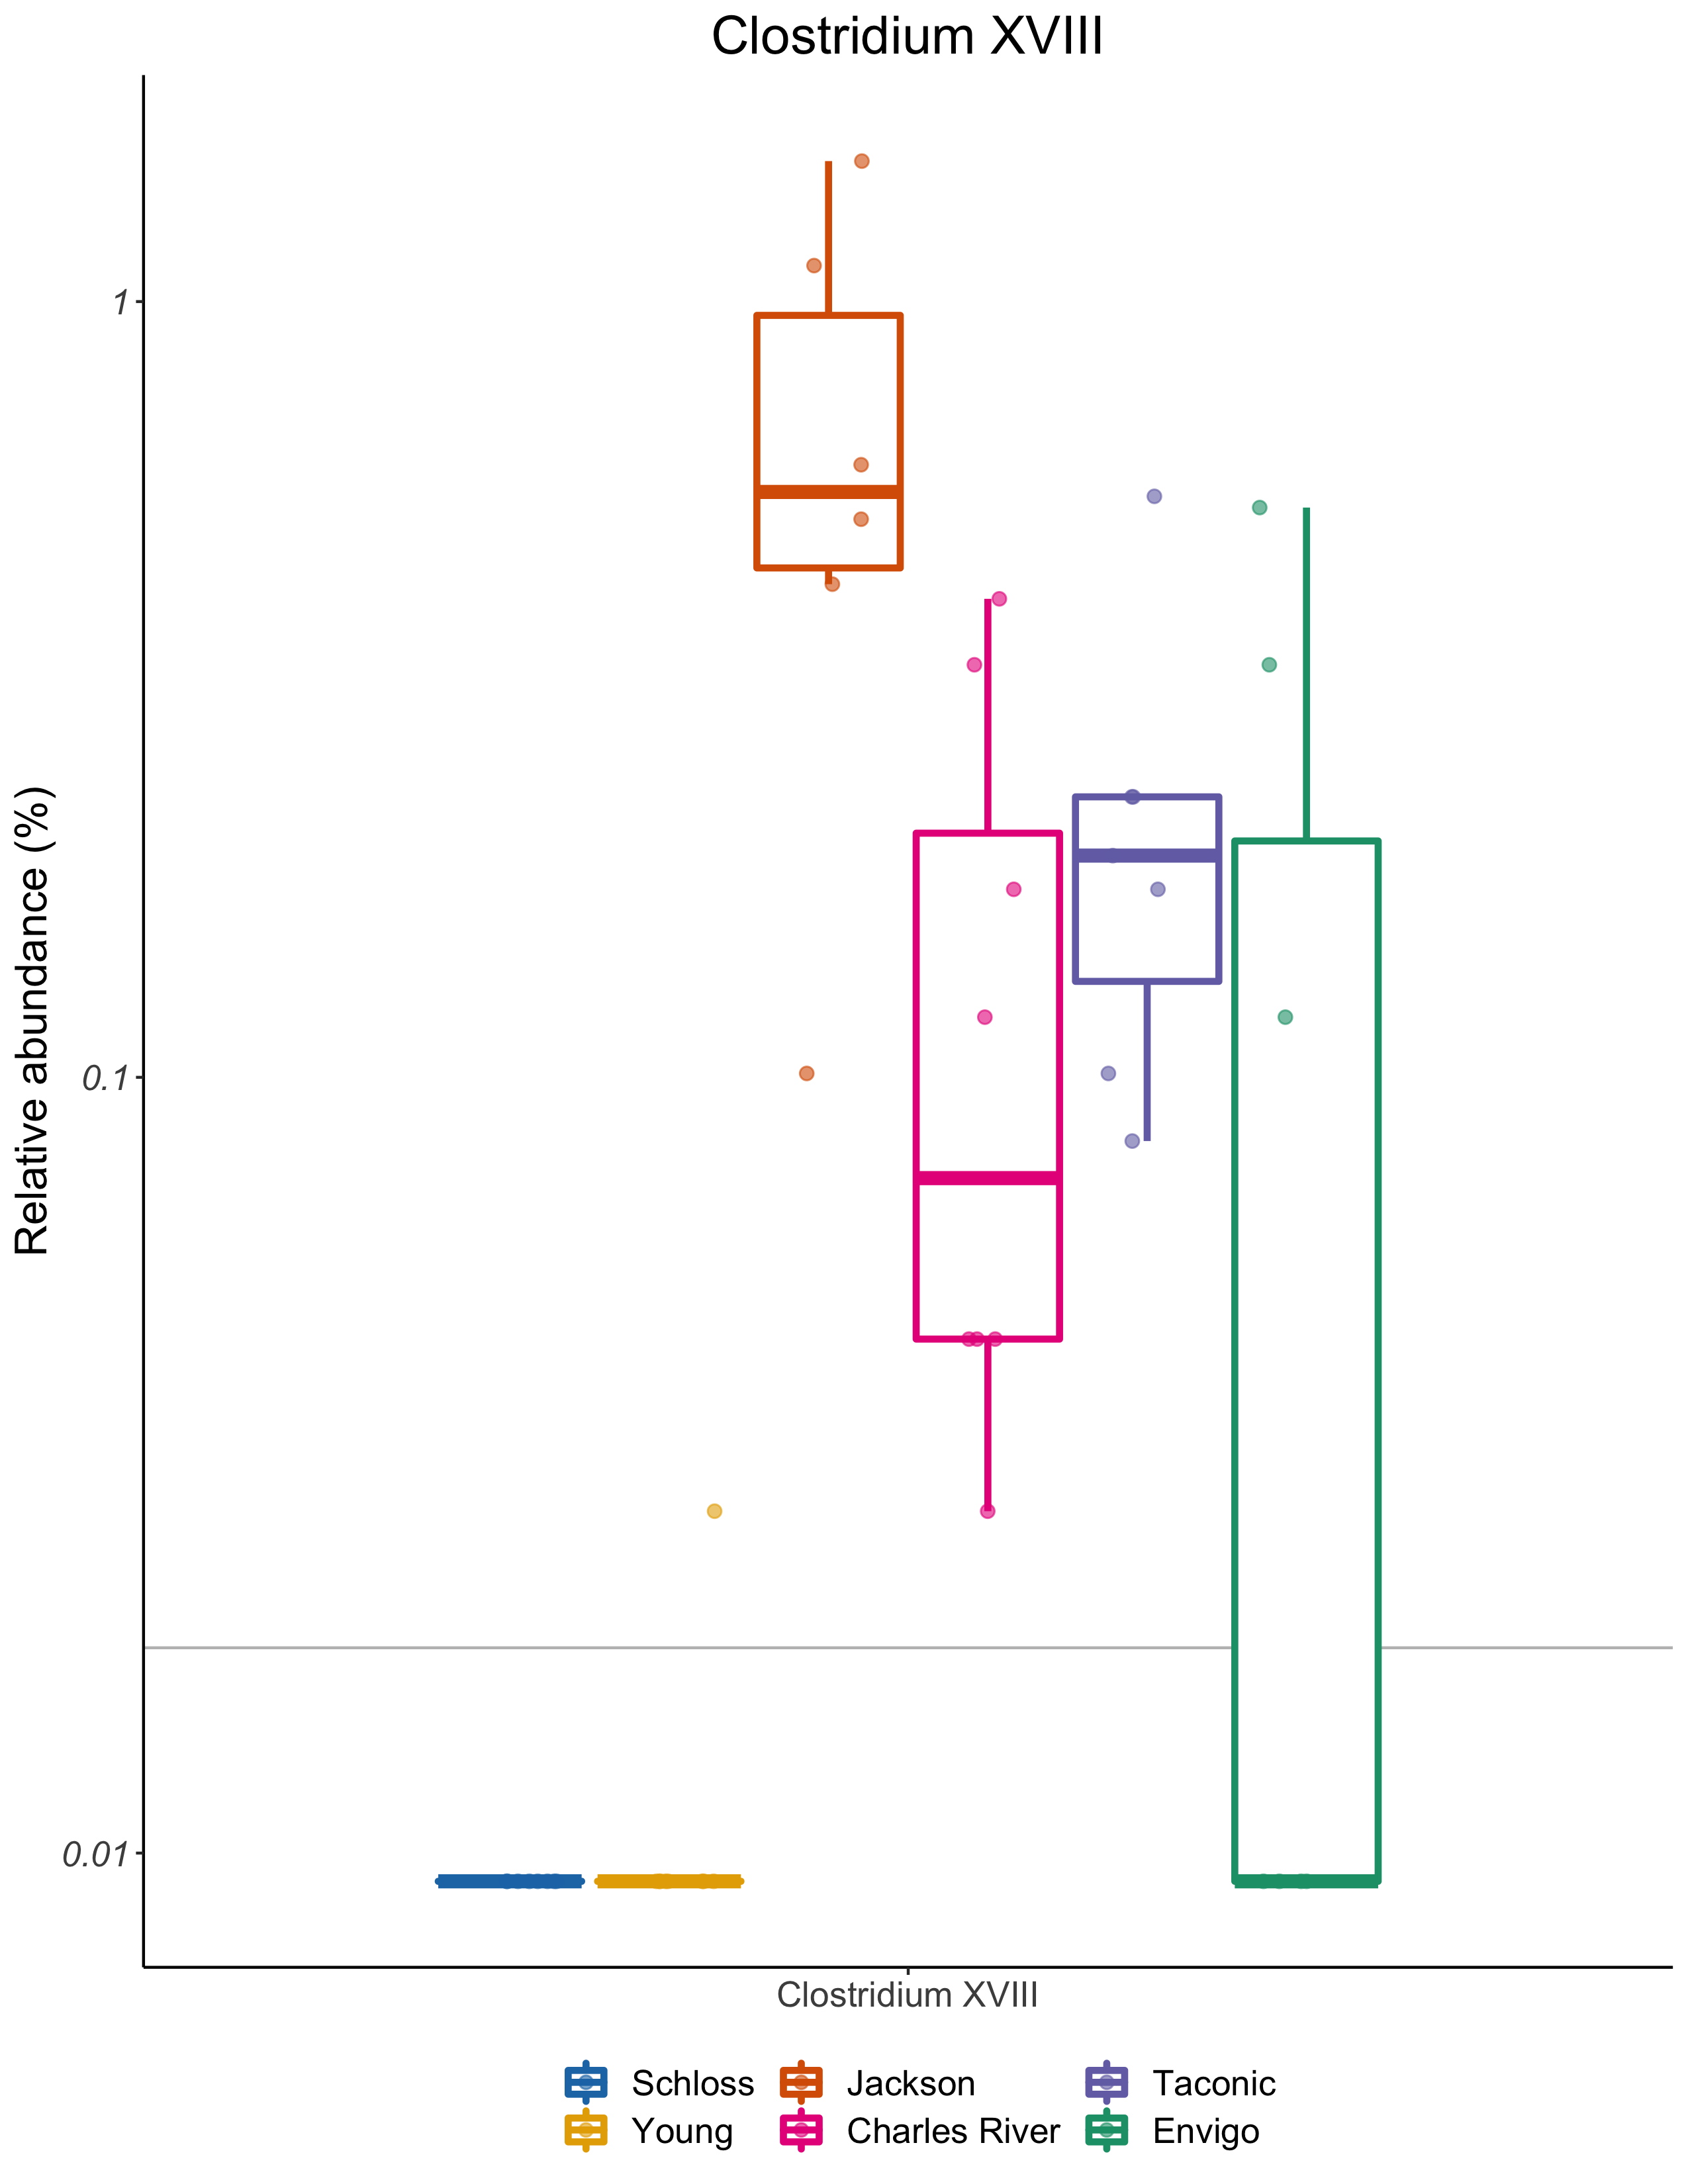 Clostridium XVIII
Relative abundance (%)
1
0.1
0.01
Clostridium XVIII
Schloss Jackson Taconic
Young Charles River Envigo